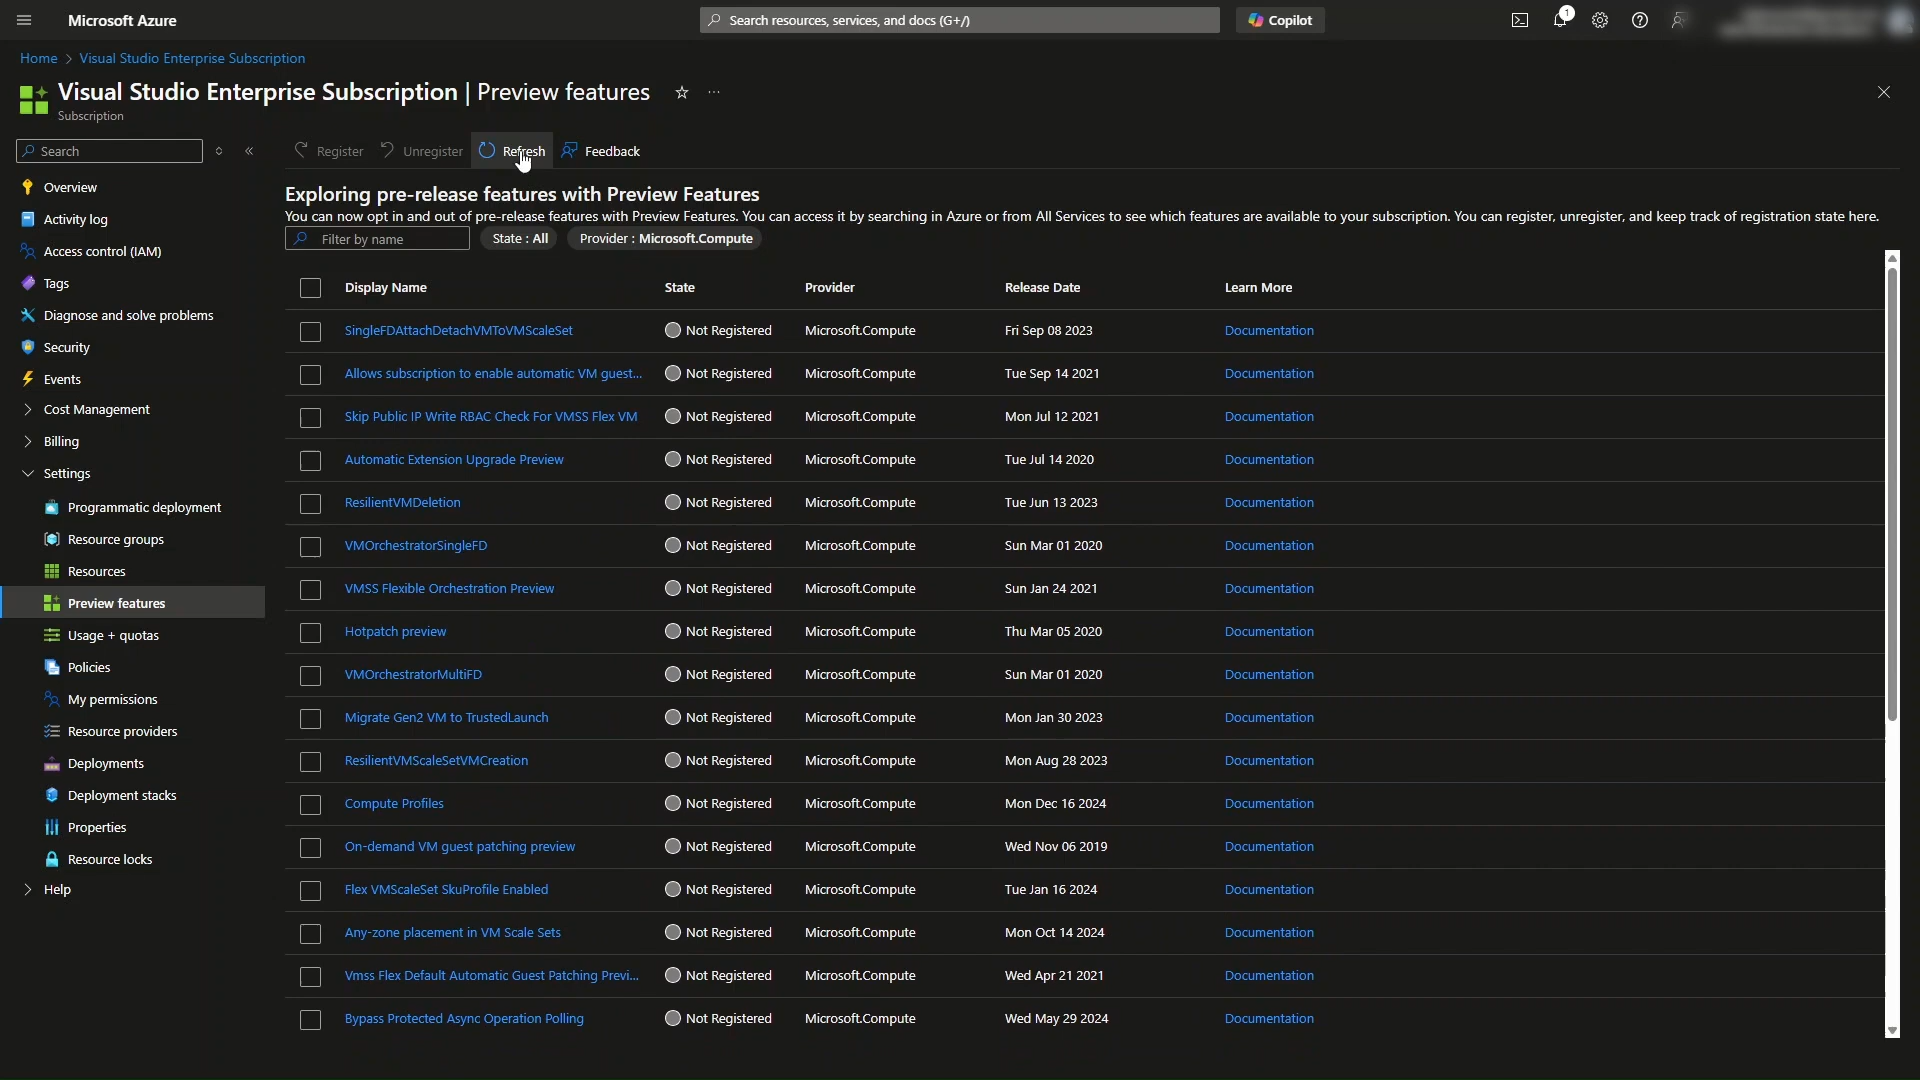 Microsoft Azure
Search resources, services, and docs (G+/)
Copilot
1
Home > Visual Studio Enterprise Subscription
Visual Studio Enterprise Subscription | Preview features
Subscription
Search
Register
Unregister
Refresh
Feedback
Overview
Activity log
Access control (IAM)
Tags
Diagnose and solve problems
Security
Events
Cost Management
Billing
Settings
Programmatic deployment
Resource groups
Resources
Preview features
Usage + quotas
Policies
My permissions
Resource providers
Deployments
Deployment stacks
Properties
Resource locks
Help
Exploring pre-release features with Preview Features
You can now opt in and out of pre-release features with Preview Features. You can access it by searching in Azure or from All Services to see which features are available to your subscription. You can register, unregister, and keep track of registration state here.
Filter by name
State : All
Provider : Microsoft.Compute
Display Name State Provider Release Date Learn More
SingleFDAttachDetachVMToVMScaleSet Not Registered Microsoft.Compute Fri Sep 08 2023 Documentation
Allows subscription to enable automatic VM guest... Not Registered Microsoft.Compute Tue Sep 14 2021 Documentation
Skip Public IP Write RBAC Check For VMSS Flex VM Not Registered Microsoft.Compute Mon Jul 12 2021 Documentation
Automatic Extension Upgrade Preview Not Registered Microsoft.Compute Tue Jul 14 2020 Documentation
ResilientVMDeletion Not Registered Microsoft.Compute Tue Jun 13 2023 Documentation
VMOrchestratorSingleFD Not Registered Microsoft.Compute Sun Mar 01 2020 Documentation
VMSS Flexible Orchestration Preview Not Registered Microsoft.Compute Sun Jan 24 2021 Documentation
Hotpatch preview Not Registered Microsoft.Compute Thu Mar 05 2020 Documentation
VMOrchestratorMultiFD Not Registered Microsoft.Compute Sun Mar 01 2020 Documentation
Migrate Gen2 VM to TrustedLaunch Not Registered Microsoft.Compute Mon Jan 30 2023 Documentation
ResilientVMScaleSetVMCreation Not Registered Microsoft.Compute Mon Aug 28 2023 Documentation
Compute Profiles Not Registered Microsoft.Compute Mon Dec 16 2024 Documentation
On-demand VM guest patching preview Not Registered Microsoft.Compute Wed Nov 06 2019 Documentation
Flex VMScaleSet SkuProfile Enabled Not Registered Microsoft.Compute Tue Jan 16 2024 Documentation
Any-zone placement in VM Scale Sets Not Registered Microsoft.Compute Mon Oct 14 2024 Documentation
Vmss Flex Default Automatic Guest Patching Previ... Not Registered Microsoft.Compute Wed Apr 21 2021 Documentation
Bypass Protected Async Operation Polling Not Registered Microsoft.Compute Wed May 29 2024 Documentation